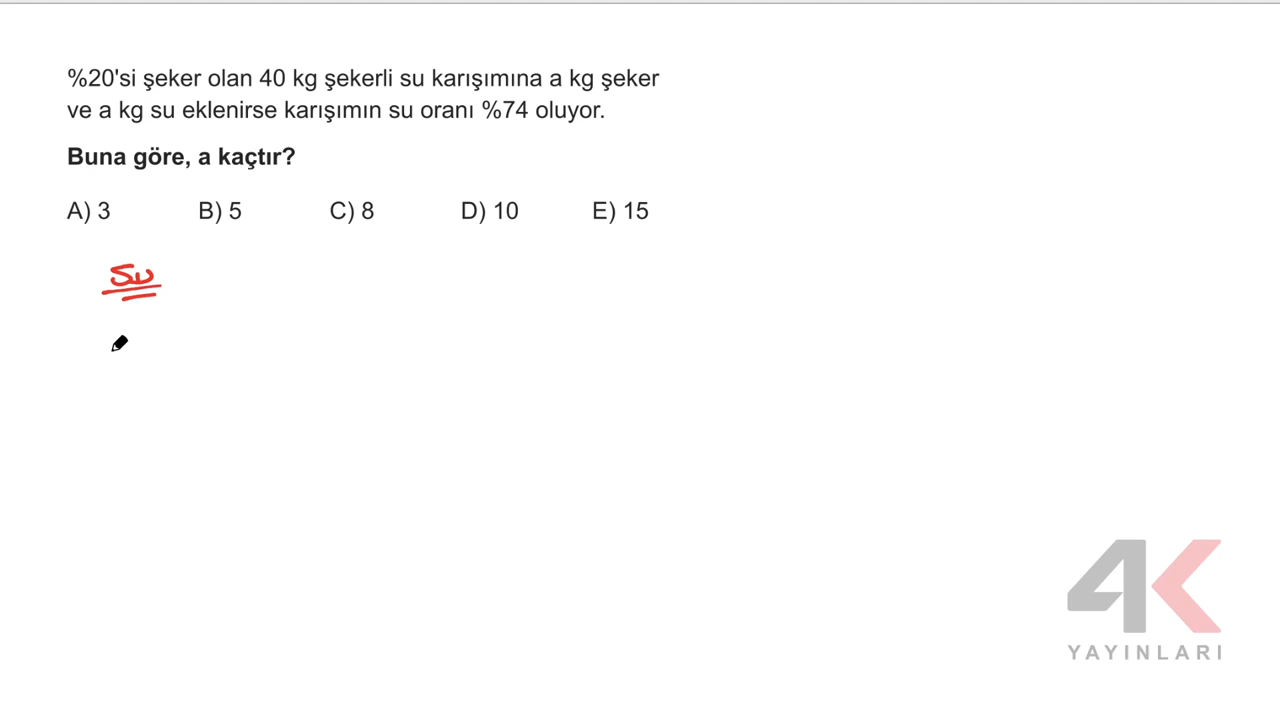 %20'si şeker olan 40 kg şekerli su karışımına a kg şeker
ve a kg su eklenirse karışımın su oranı %74 oluyor.
Buna göre, a kaçtır?
A) 3 B) 5 C) 8 D) 10 E) 15
Su
4K
YAYINLARI